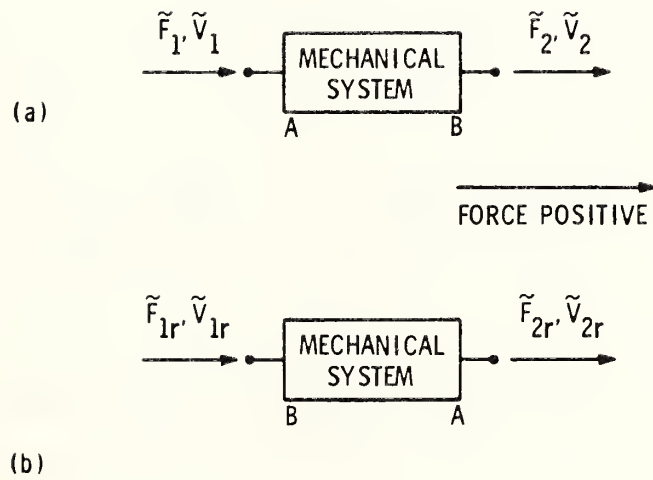 F̃₁, Ṽ₁
MECHANICAL
SYSTEM
F̃₂, Ṽ₂
A
B
(a)
FORCE POSITIVE
F̃₁ᵣ, Ṽ₁ᵣ
MECHANICAL
SYSTEM
F̃₂ᵣ, Ṽ₂ᵣ
B
A
(b)